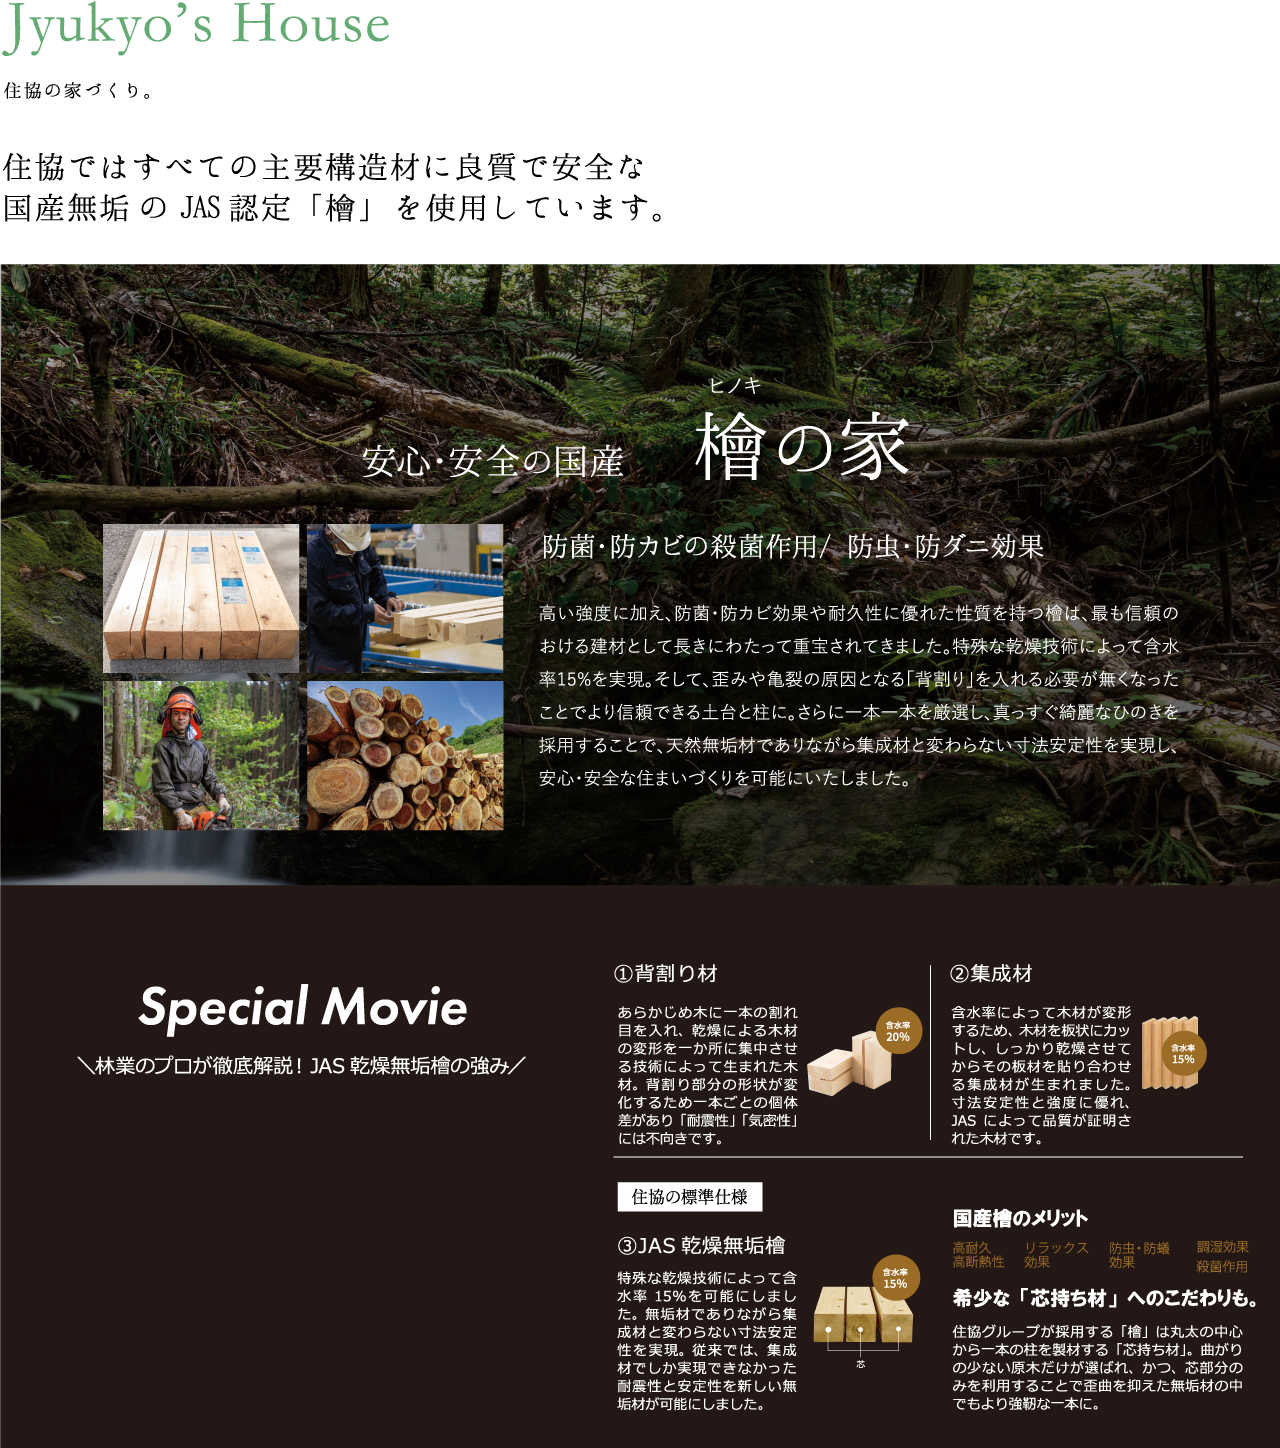 Jyukyo’s House
住協の家づくり。
住協ではすべての主要構造材に良質で安全な
国産無垢 の JAS 認定「檜」 を使用しています。
ヒノキ
安心・安全の国産 檜の家
防菌・防カビの殺菌作用/ 防虫・防ダニ効果
高い強度に加え、防菌・防カビ効果や耐久性に優れた性質を持つ檜は、最も信頼の
おける建材として長きにわたって重宝されてきました。特殊な乾燥技術によって含水
率15%を実現。そして、歪みや亀裂の原因となる「背割り」を入れる必要が無くなった
ことでより信頼できる土台と柱に。さらに一本一本を厳選し、真っすぐ綺麗なひのきを
採用することで、天然無垢材でありながら集成材と変わらない寸法安定性を実現し、
安心・安全な住まいづくりを可能にいたしました。
Special Movie
＼林業のプロが徹底解説！JAS 乾燥無垢檜の強み／
①背割り材
あらかじめ木に一本の割れ
目を入れ、乾燥による木材
の変形を一か所に集中させ
る技術によって生まれた木
材。背割り部分の形状が変
化するため一本ごとの個体
差があり「耐震性」「気密性」
には不向きです。
含水率
20%
②集成材
含水率によって木材が変形
するため、木材を板状にカッ
トし、しっかり乾燥させて
からその板材を貼り合わせ
る集成材が生まれました。
寸法安定性と強度に優れ、
JAS によって品質が証明さ
れた木材です。
含水率
15%
住協の標準仕様
③JAS 乾燥無垢檜
特殊な乾燥技術によって含
水率 15%を可能にしまし
た。無垢材でありながら集
成材と変わらない寸法安定
性を実現。従来では、集成
材でしか実現できなかった
耐震性と安定性を新しい無
垢材が可能にしました。
含水率
15%
芯
国産檜のメリット
高耐久
高断熱性
リラックス
効果
防虫・防蟻
効果
調湿効果
殺菌作用
希少な「芯持ち材」へのこだわりも。
住協グループが採用する「檜」は丸太の中心
から一本の柱を製材する「芯持ち材」。曲がり
の少ない原木だけが選ばれ、かつ、芯部分の
みを利用することで歪曲を抑えた無垢材の中
でもより強靭な一本に。